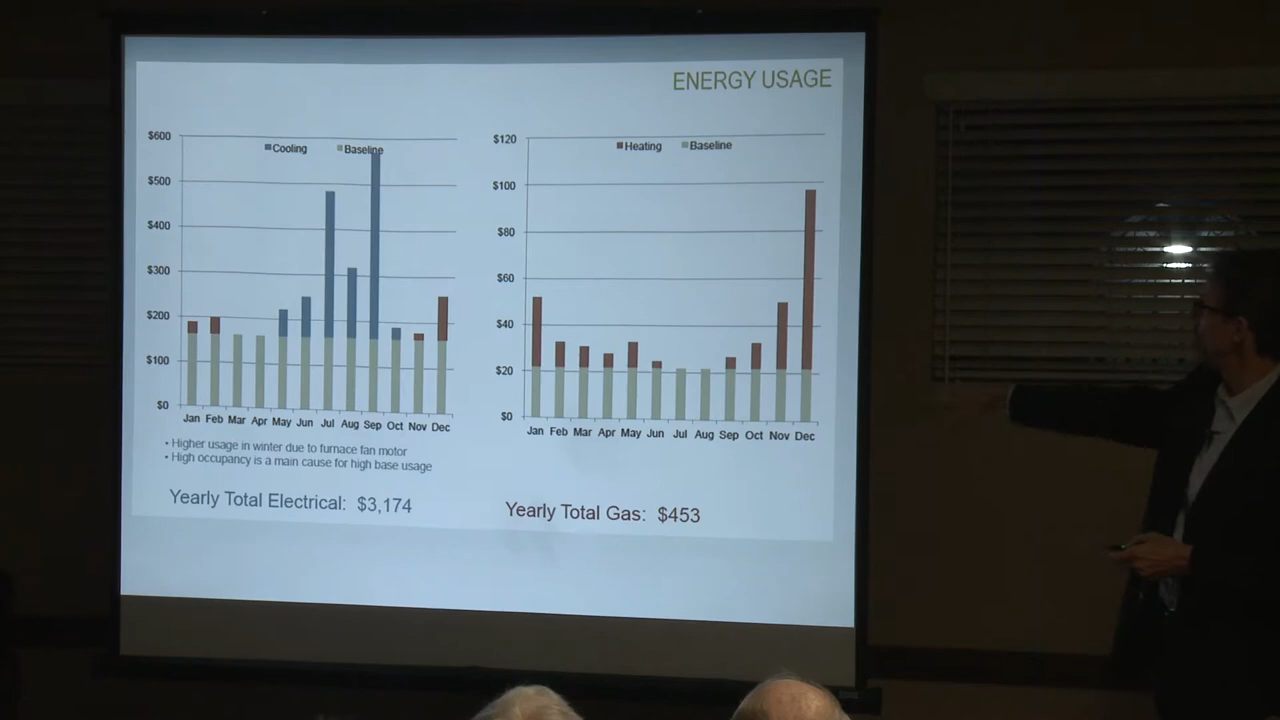 ENERGY USAGE
$600
$500
$400
$300
$200
$100
$0
Cooling Baseline
Jan Feb Mar Apr May Jun Jul Aug Sep Oct Nov Dec
• Higher usage in winter due to furnace fan motor
• High occupancy is a main cause for high base usage
Yearly Total Electrical: $3,174
$120
$100
$80
$60
$40
$20
$0
Heating Baseline
Jan Feb Mar Apr May Jun Jul Aug Sep Oct Nov Dec
Yearly Total Gas: $453